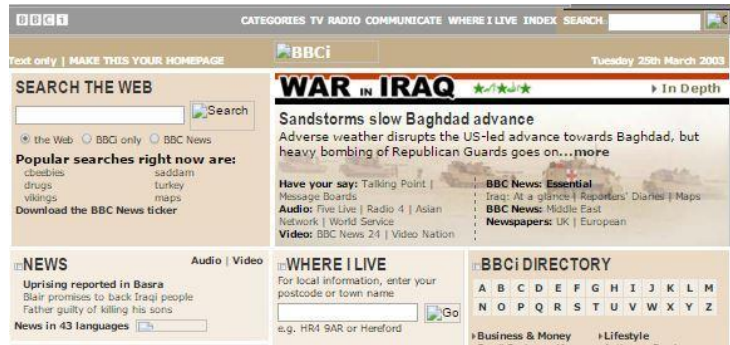 BBCi CATEGORIES TV RADIO COMMUNICATE WHERE I LIVE INDEX SEARCH
Text only | MAKE THIS YOUR HOMEPAGE
BBCi
Tuesday 25th March 2003
SEARCH THE WEB
Search
the Web BBCi only BBC News
Popular searches right now are:
cbeebies saddam
drugs turkey
vikings maps
Download the BBC News ticker
WAR IN IRAQ
In Depth
Sandstorms slow Baghdad advance
Adverse weather disrupts the US-led advance towards Baghdad, but
heavy bombing of Republican Guards goes on...more
Have your say: Talking Point |
Message Boards
Audio: Five Live | Radio 4 | Asian
Network | World Service
Video: BBC News 24 | Video Nation
BBC News: Essential
Iraq: At a glance | Reporters' Diaries | Maps
BBC News: Middle East
Newspapers: UK | European
NEWS
Audio | Video
Uprising reported in Basra
Blair promises to back Iraqi people
Father guilty of killing his sons
News in 43 languages
WHERE I LIVE
For local information, enter your
postcode or town name
Go
e.g. HR4 9AR or Hereford
BBCi DIRECTORY
A B C D E F G H I J K L M
N O P Q R S T U V W X Y Z
Business & Money Lifestyle